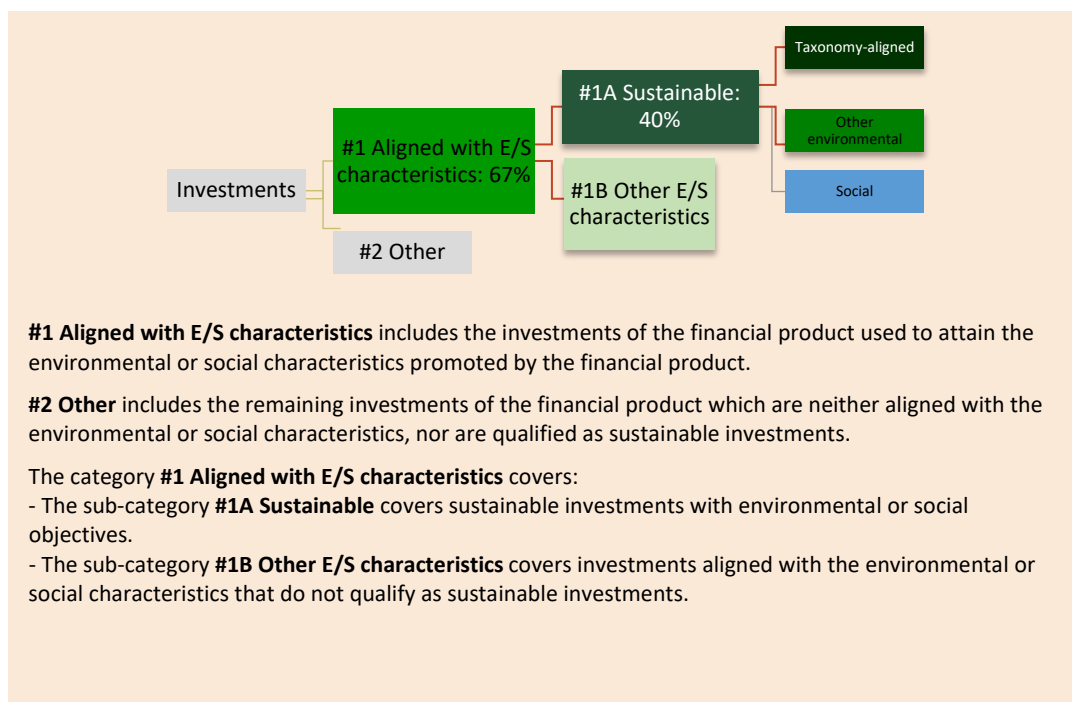 Taxonomy-aligned
#1A Sustainable:
40%
Other
environmental
#1 Aligned with E/S
characteristics: 67%
Investments
#1B Other E/S
characteristics
Social
#2 Other
#1 Aligned with E/S characteristics includes the investments of the financial product used to attain the
environmental or social characteristics promoted by the financial product.
#2 Other includes the remaining investments of the financial product which are neither aligned with the
environmental or social characteristics, nor are qualified as sustainable investments.
The category #1 Aligned with E/S characteristics covers:
- The sub-category #1A Sustainable covers sustainable investments with environmental or social
objectives.
- The sub-category #1B Other E/S characteristics covers investments aligned with the environmental or
social characteristics that do not qualify as sustainable investments.